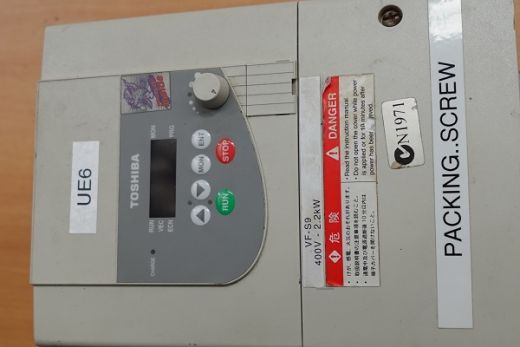 UE6
TOSHIBA
RUN
VEC
ECN
MON
PRG
CHARGE
MON
ENT
RUN
STOP
VF-S9
400V - 2.2kW
DANGER
• Read the instruction manual.
• Do not open the cover while power
is applied or for 10 minutes after
power has been removed.
危険
N1971
PACKING..SCREW